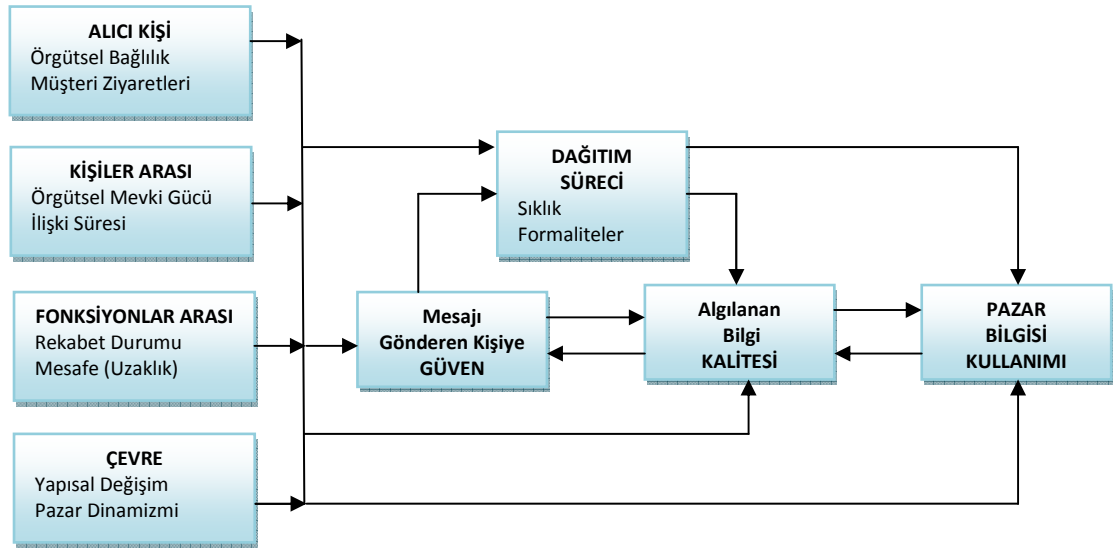 ALICI KİŞİ
Örgütsel Bağlılık
Müşteri Ziyaretleri
KİŞİLER ARASI
Örgütsel Mevki Gücü
İlişki Süresi
FONKSİYONLAR ARASI
Rekabet Durumu
Mesafe (Uzaklık)
ÇEVRE
Yapısal Değişim
Pazar Dinamizmi
DAĞITIM
SÜRECİ
Sıklık
Formaliteler
Mesajı
Gönderen Kişiye
GÜVEN
Algılanan
Bilgi
KALİTESİ
PAZAR
BİLGİSİ
KULLANIMI